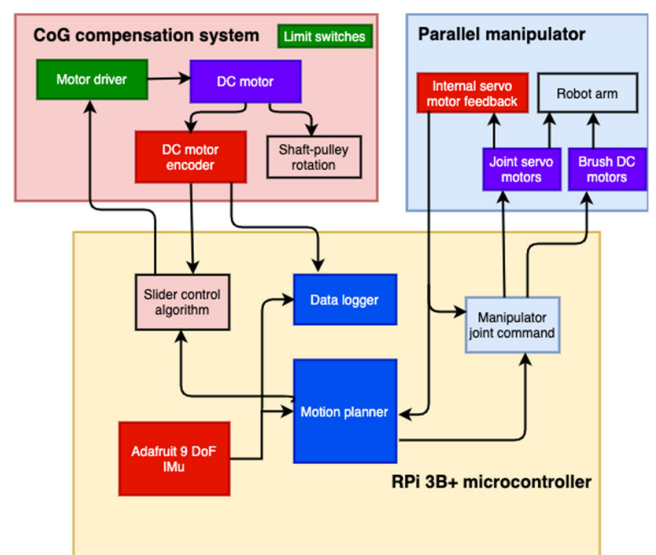 CoG compensation system
Limit switches
Motor driver
DC motor
DC motor
encoder
Shaft-pulley
rotation
Parallel manipulator
Internal servo
motor feedback
Robot arm
Joint servo
motors
Brush DC
motors
Slider control
algorithm
Data logger
Manipulator
joint command
Motion planner
Adafruit 9 DoF
IMu
RPi 3B+ microcontroller